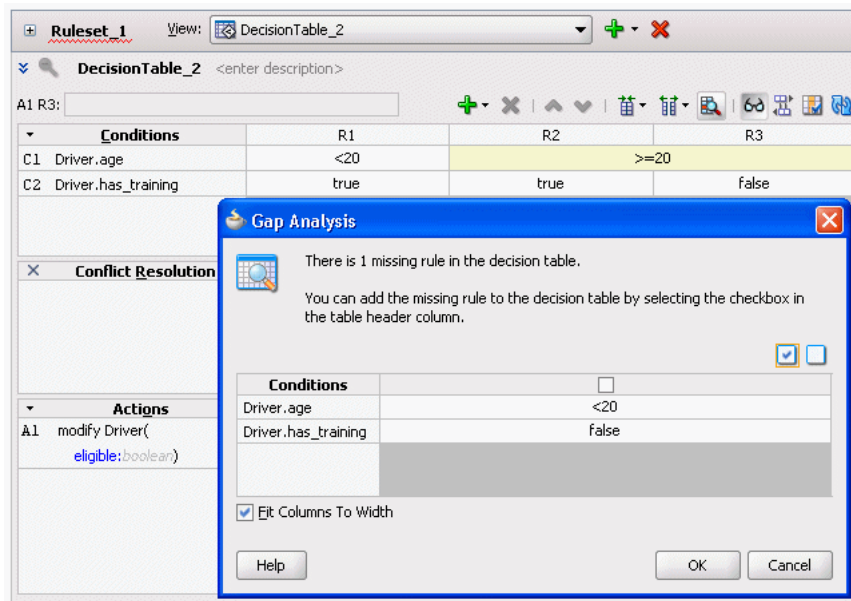 Ruleset_1 View: DecisionTable_2
DecisionTable_2 <enter description>
A1 R3:
Conditions R1 R2 R3
C1 Driver.age <20 >=20
C2 Driver.has_training true true false
Gap Analysis
There is 1 missing rule in the decision table.
You can add the missing rule to the decision table by selecting the checkbox in
the table header column.
Conflict Resolution
Conditions
Driver.age <20
Driver.has_training false
Actions
A1 modify Driver(
eligible:boolean)
Fit Columns To Width
Help OK Cancel